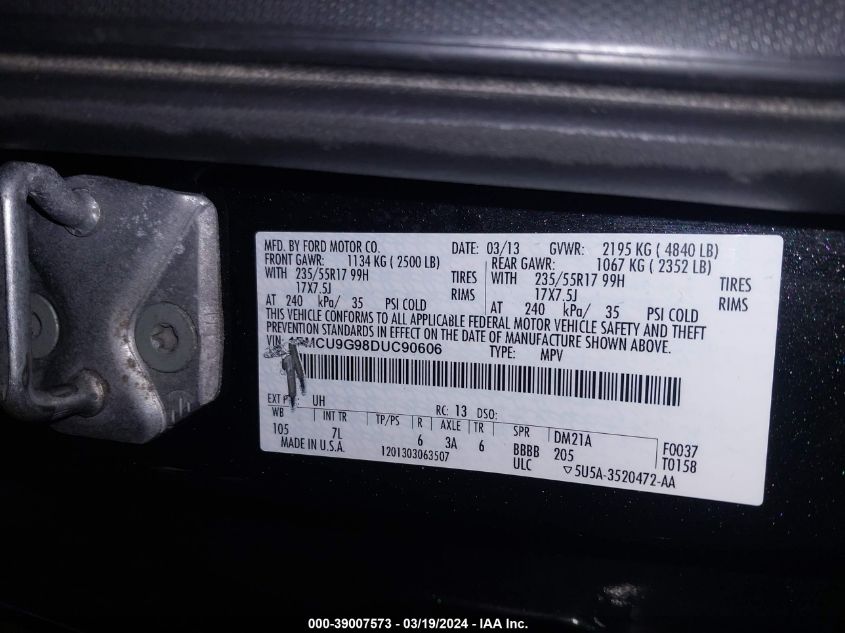 MFD. BY FORD MOTOR CO. DATE: 03/13 GVWR: 2195 KG ( 4840 LB)
FRONT GAWR: 1134 KG ( 2500 LB) REAR GAWR: 1067 KG ( 2352 LB)
WITH 235/55R17 99H TIRES WITH 235/55R17 99H TIRES
17X7.5J RIMS 17X7.5J RIMS
AT 240 kPa/ 35 PSI COLD AT 240 kPa/ 35 PSI COLD
THIS VEHICLE CONFORMS TO ALL APPLICABLE FEDERAL MOTOR VEHICLE SAFETY AND THEFT
PREVENTION STANDARDS IN EFFECT ON THE DATE OF MANUFACTURE SHOWN ABOVE.
VIN: MCU9G98DUC90606
TYPE: MPV
EXT UH RC: 13 DSO:
WB INT TR TP/PS R AXLE TR SPR DM21A F0037
105 7L 6 3A 6 BBBB 205 T0158
MADE IN U.S.A. 1201303063507 ULC ▽5U5A-3520472-AA
000-39007573 — 03/19/2024 — IAA Inc.